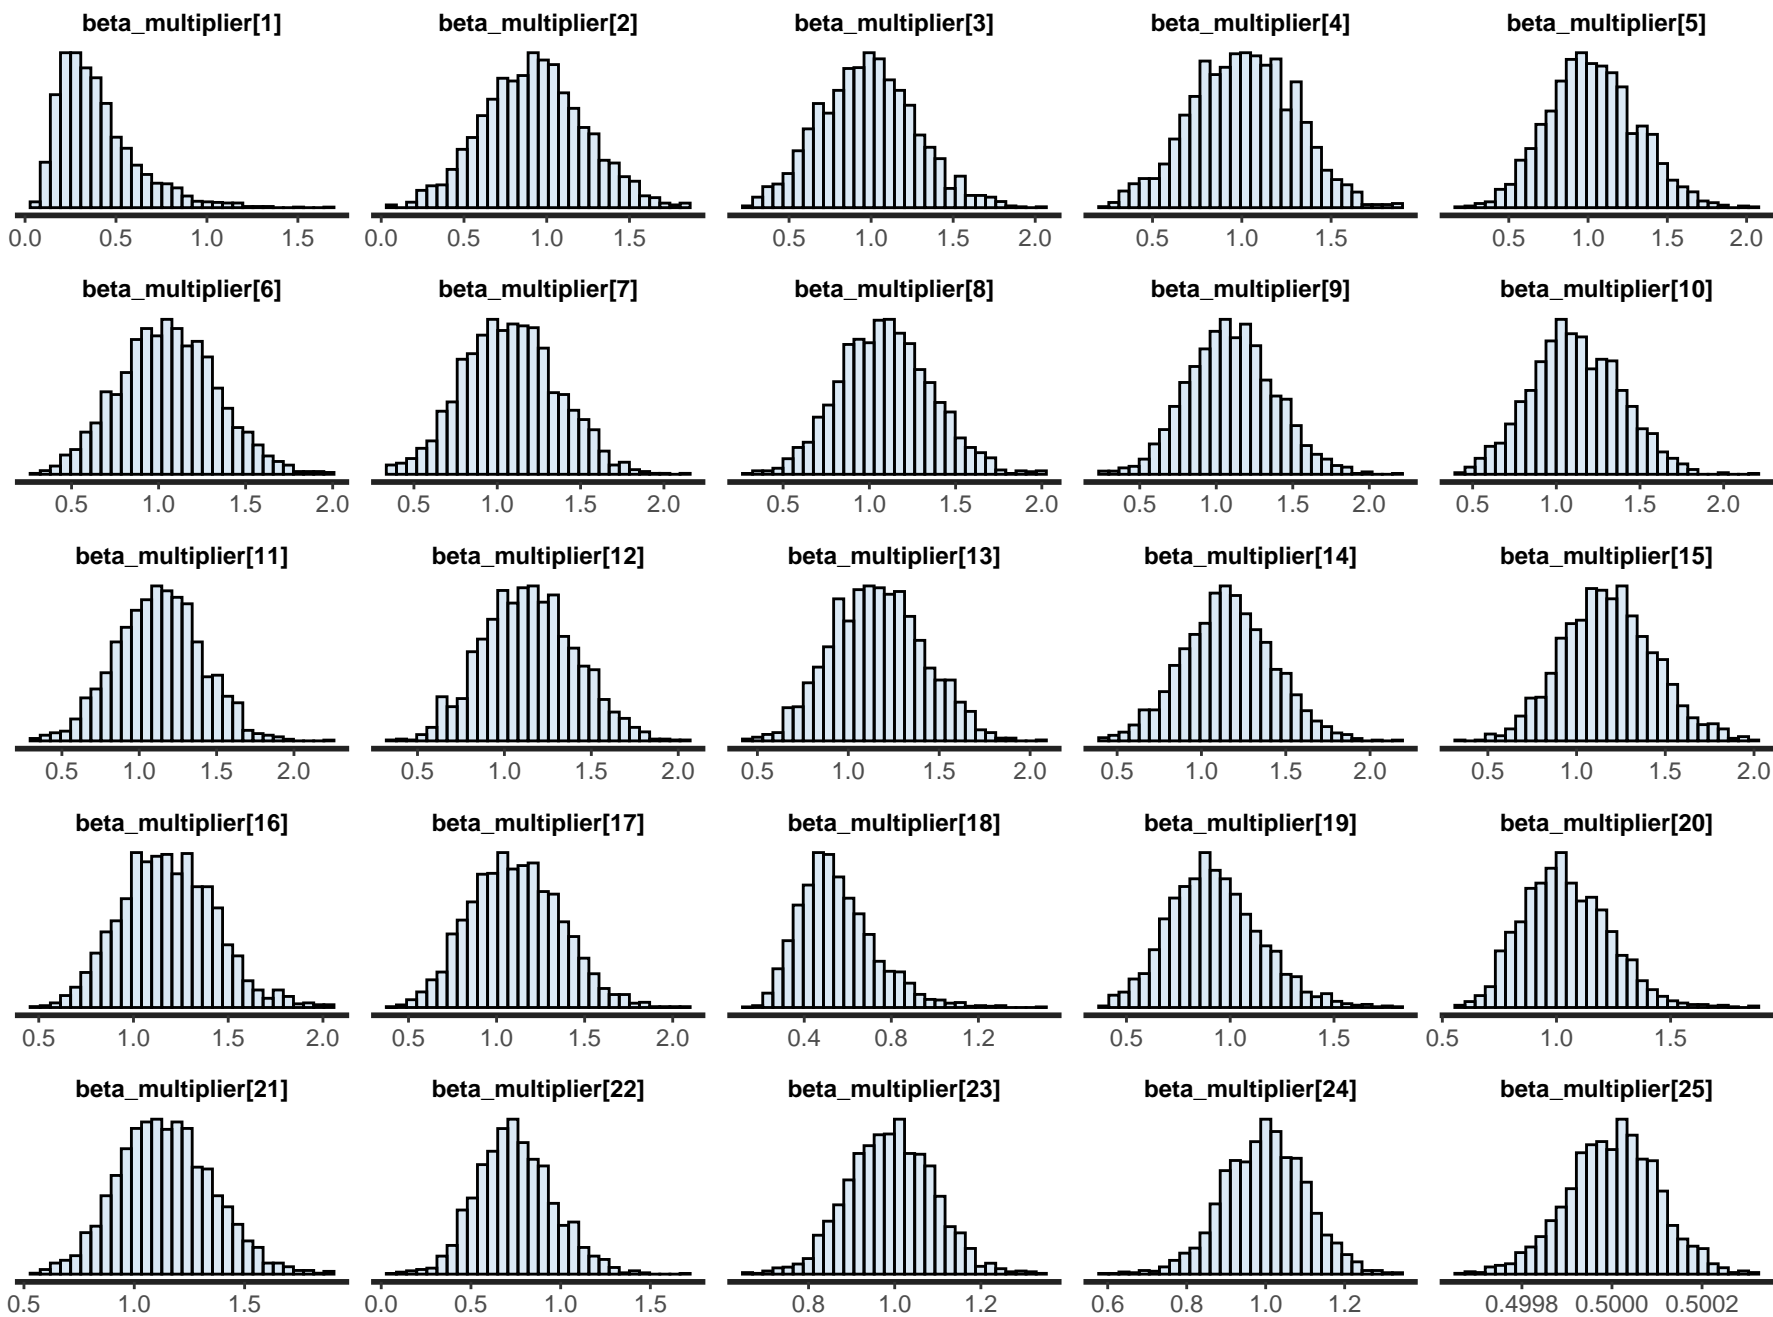 beta_multiplier[1] beta_multiplier[2] beta_multiplier[3] beta_multiplier[4] beta_multiplier[5]
0.0 0.5 1.0 1.5 0.0 0.5 1.0 1.5 0.5 1.0 1.5 2.0 0.5 1.0 1.5 0.5 1.0 1.5 2.0
beta_multiplier[6] beta_multiplier[7] beta_multiplier[8] beta_multiplier[9] beta_multiplier[10]
0.5 1.0 1.5 2.0 0.5 1.0 1.5 2.0 0.5 1.0 1.5 2.0 0.5 1.0 1.5 2.0 0.5 1.0 1.5 2.0
beta_multiplier[11] beta_multiplier[12] beta_multiplier[13] beta_multiplier[14] beta_multiplier[15]
0.5 1.0 1.5 2.0 0.5 1.0 1.5 2.0 0.5 1.0 1.5 2.0 0.5 1.0 1.5 2.0 0.5 1.0 1.5 2.0
beta_multiplier[16] beta_multiplier[17] beta_multiplier[18] beta_multiplier[19] beta_multiplier[20]
0.5 1.0 1.5 2.0 0.5 1.0 1.5 2.0 0.4 0.8 1.2 0.5 1.0 1.5 0.5 1.0 1.5
beta_multiplier[21] beta_multiplier[22] beta_multiplier[23] beta_multiplier[24] beta_multiplier[25]
0.5 1.0 1.5 0.0 0.5 1.0 1.5 0.8 1.0 1.2 0.6 0.8 1.0 1.2 0.4998 0.5000 0.5002